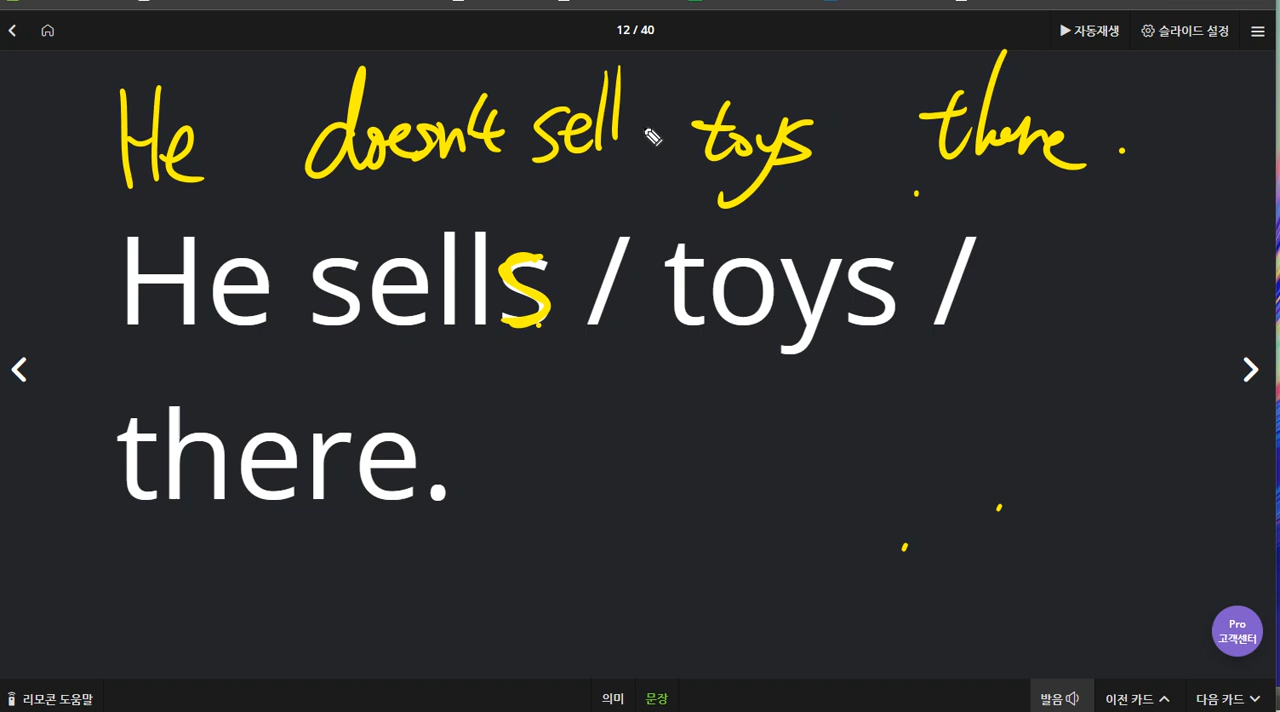 12 / 40
▶ 자동재생
슬라이드 설정
He doesn't sell toys there.
He sells / toys /
there.
Pro
고객센터
리모콘 도움말
의미
문장
발음
이전 카드
다음 카드